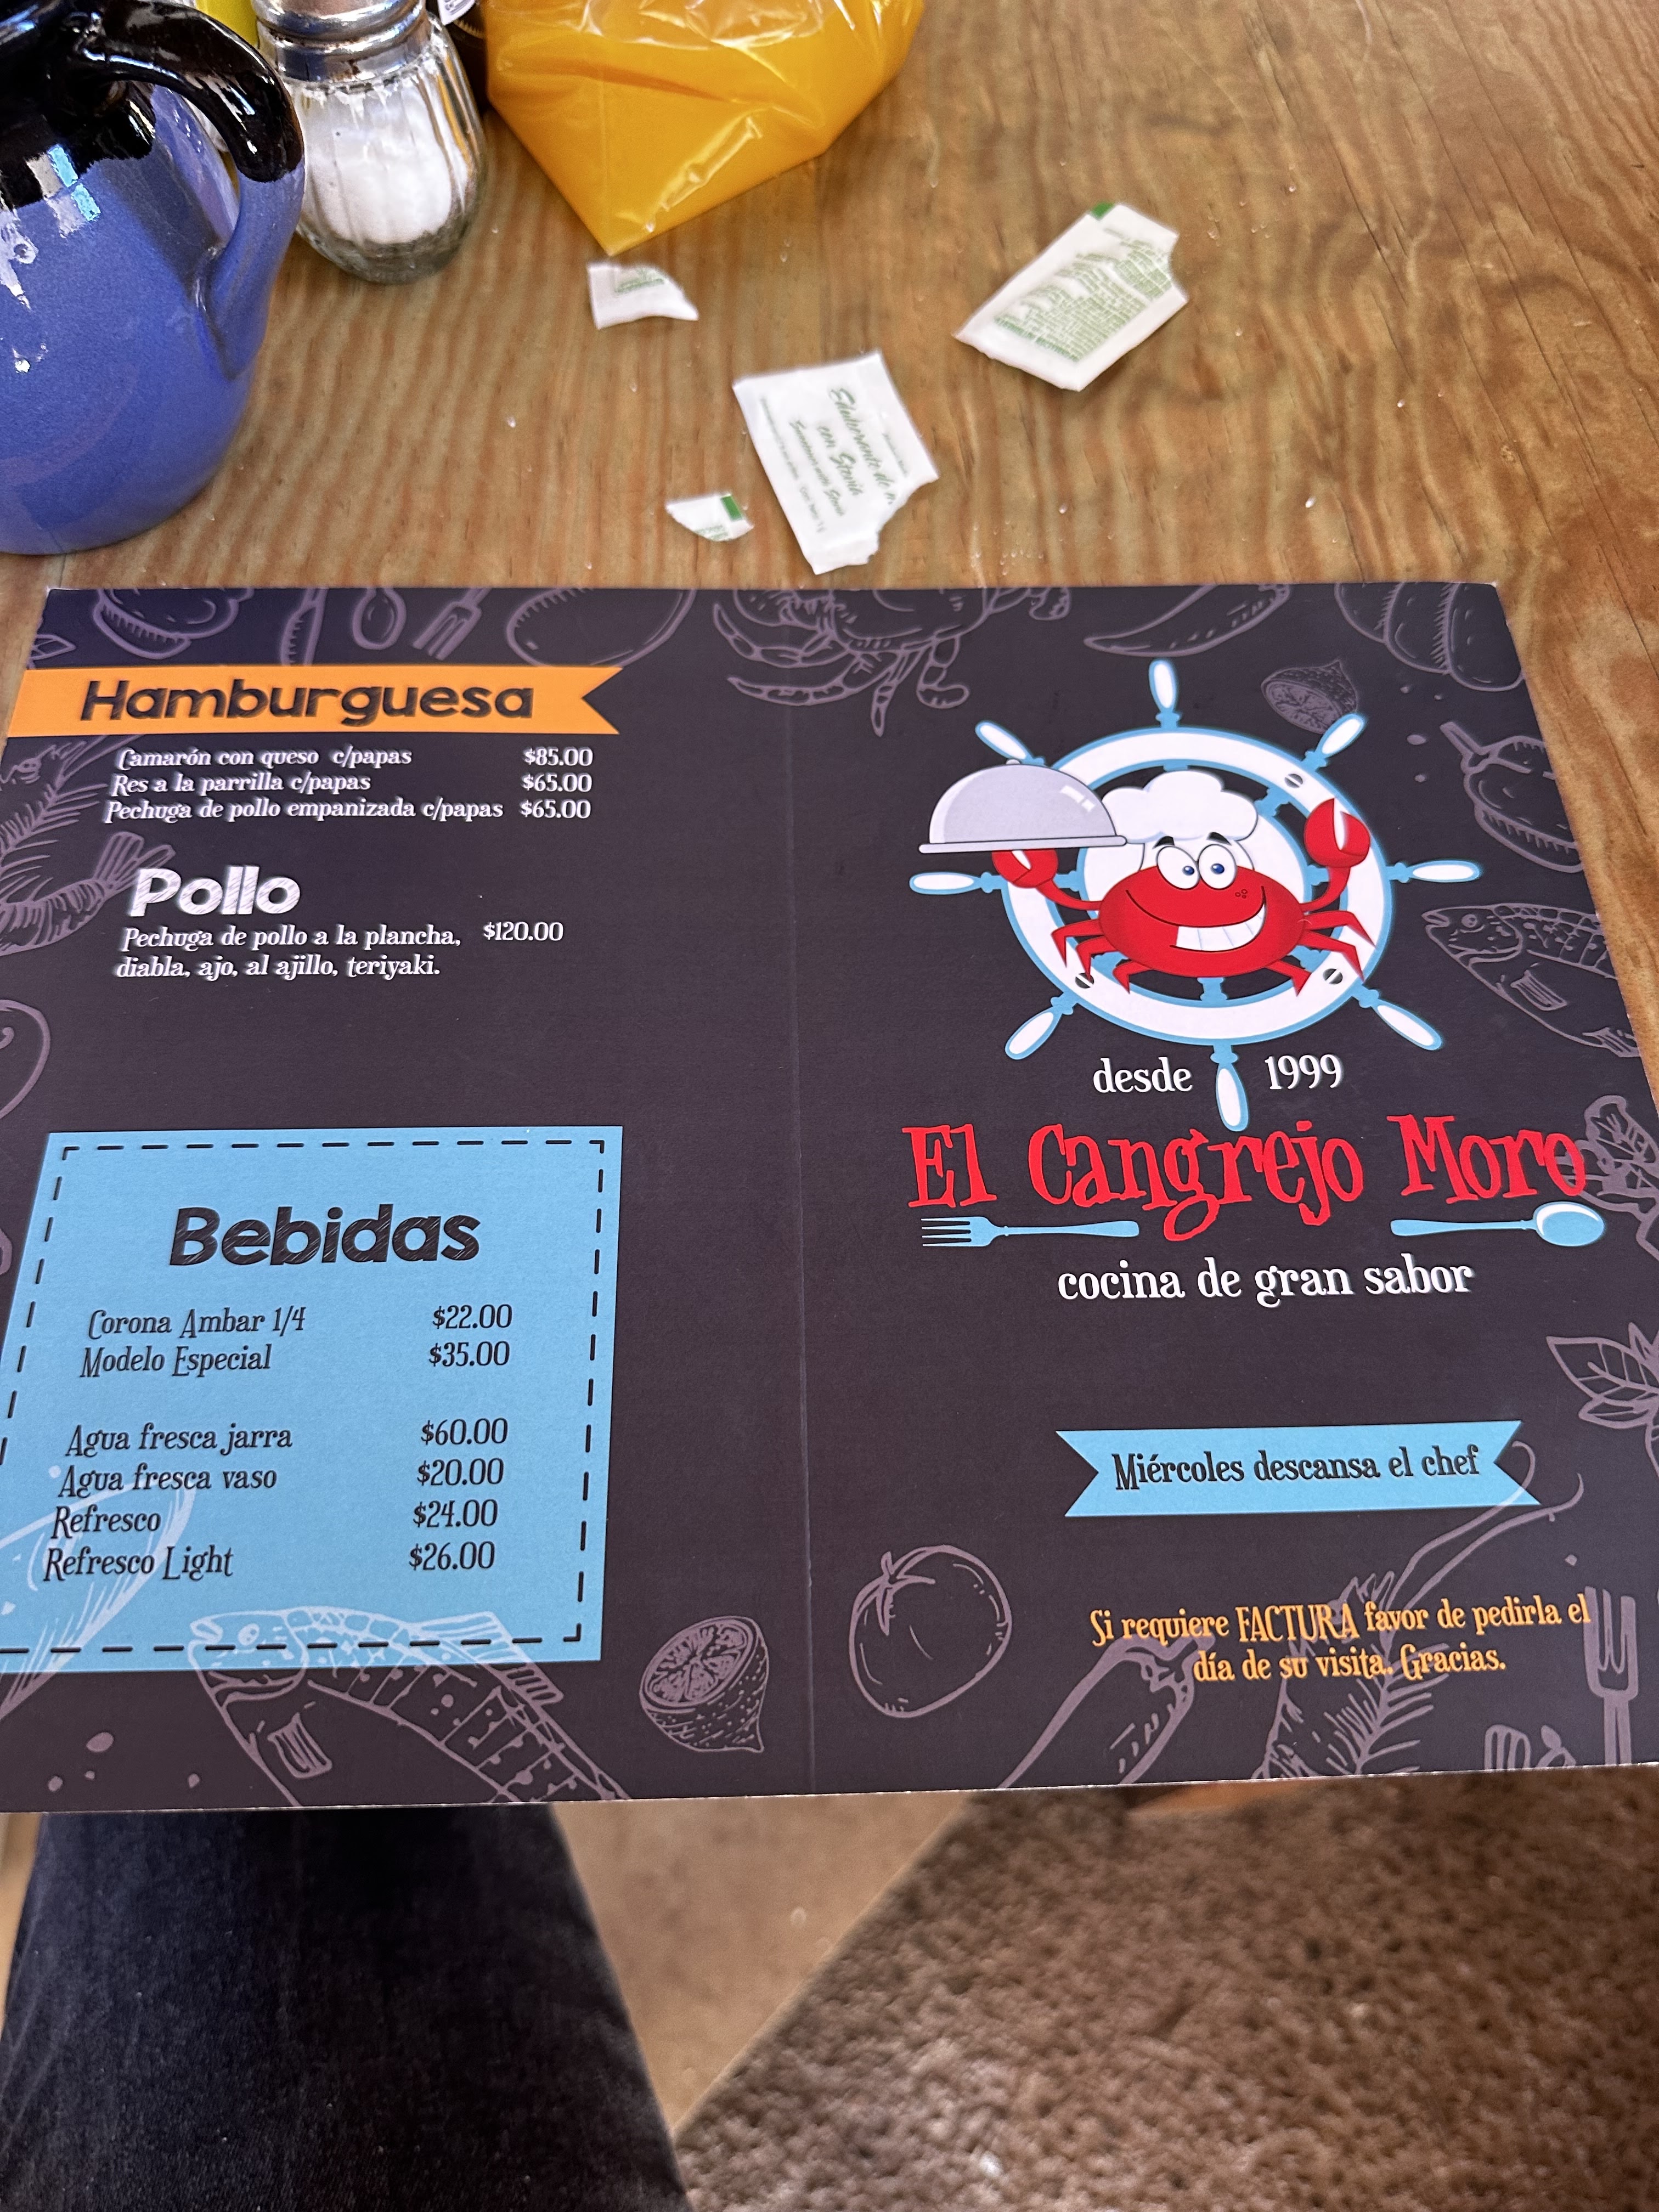 Elaborante de
con Stevia
Hamburguesa
Camarón con queso c/papas $85.00
Res a la parrilla c/papas $65.00
Pechuga de pollo empanizada c/papas $65.00
Pollo
Pechuga de pollo a la plancha, $120.00
diabla, ajo, al ajillo, teriyaki.
Bebidas
Corona Ambar 1/4 $22.00
Modelo Especial $35.00
Agua fresca jarra $60.00
Agua fresca vaso $20.00
Refresco $24.00
Refresco Light $26.00
desde 1999
El Cangrejo Moro
cocina de gran sabor
Miércoles descansa el chef
Si requiere FACTURA favor de pedirla el
día de su visita. Gracias.